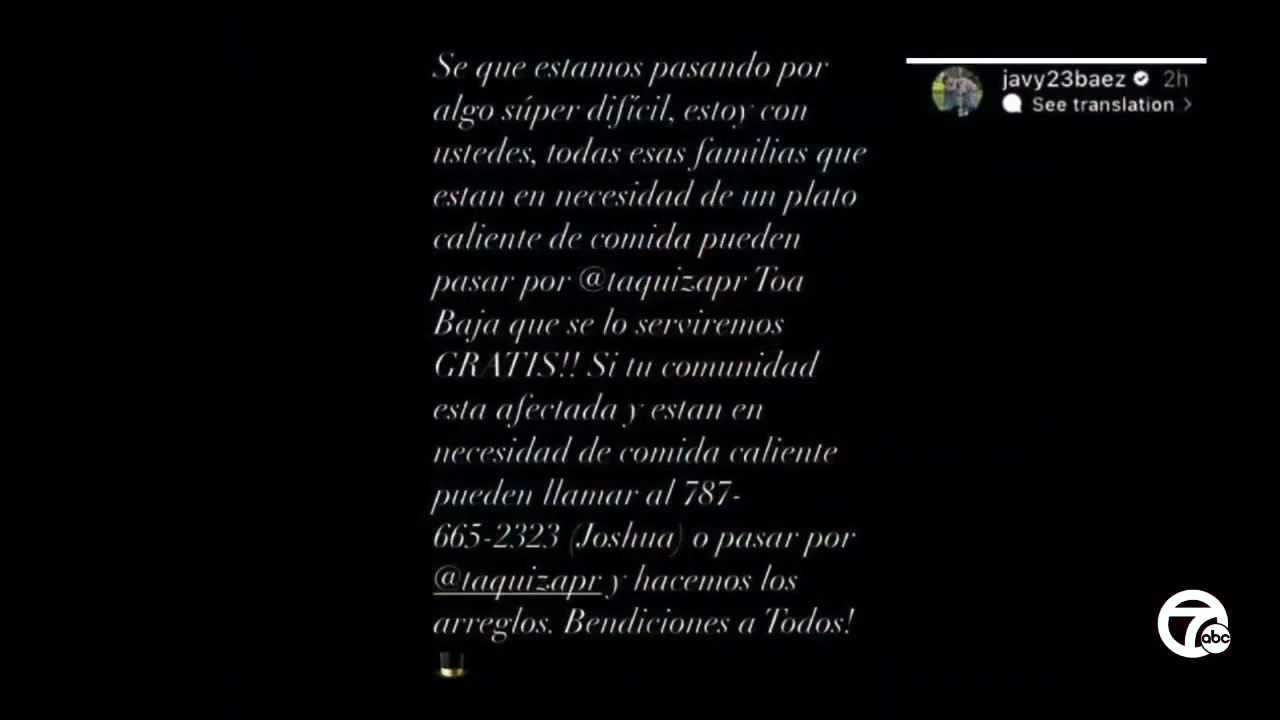 Se que estamos pasando por
algo súper difícil, estoy con
ustedes, todas esas familias que
estan en necesidad de un plato
caliente de comida pueden
pasar por @taquizapr Toa
Baja que se lo serviremos
GRATIS!! Si tu comunidad
esta afectada y estan en
necesidad de comida caliente
pueden llamar al 787-
665-2323 (Joshua) o pasar por
@taquizapr y hacemos los
arreglos. Bendiciones a Todos!
javy23baez 2h
See translation >
7 abc